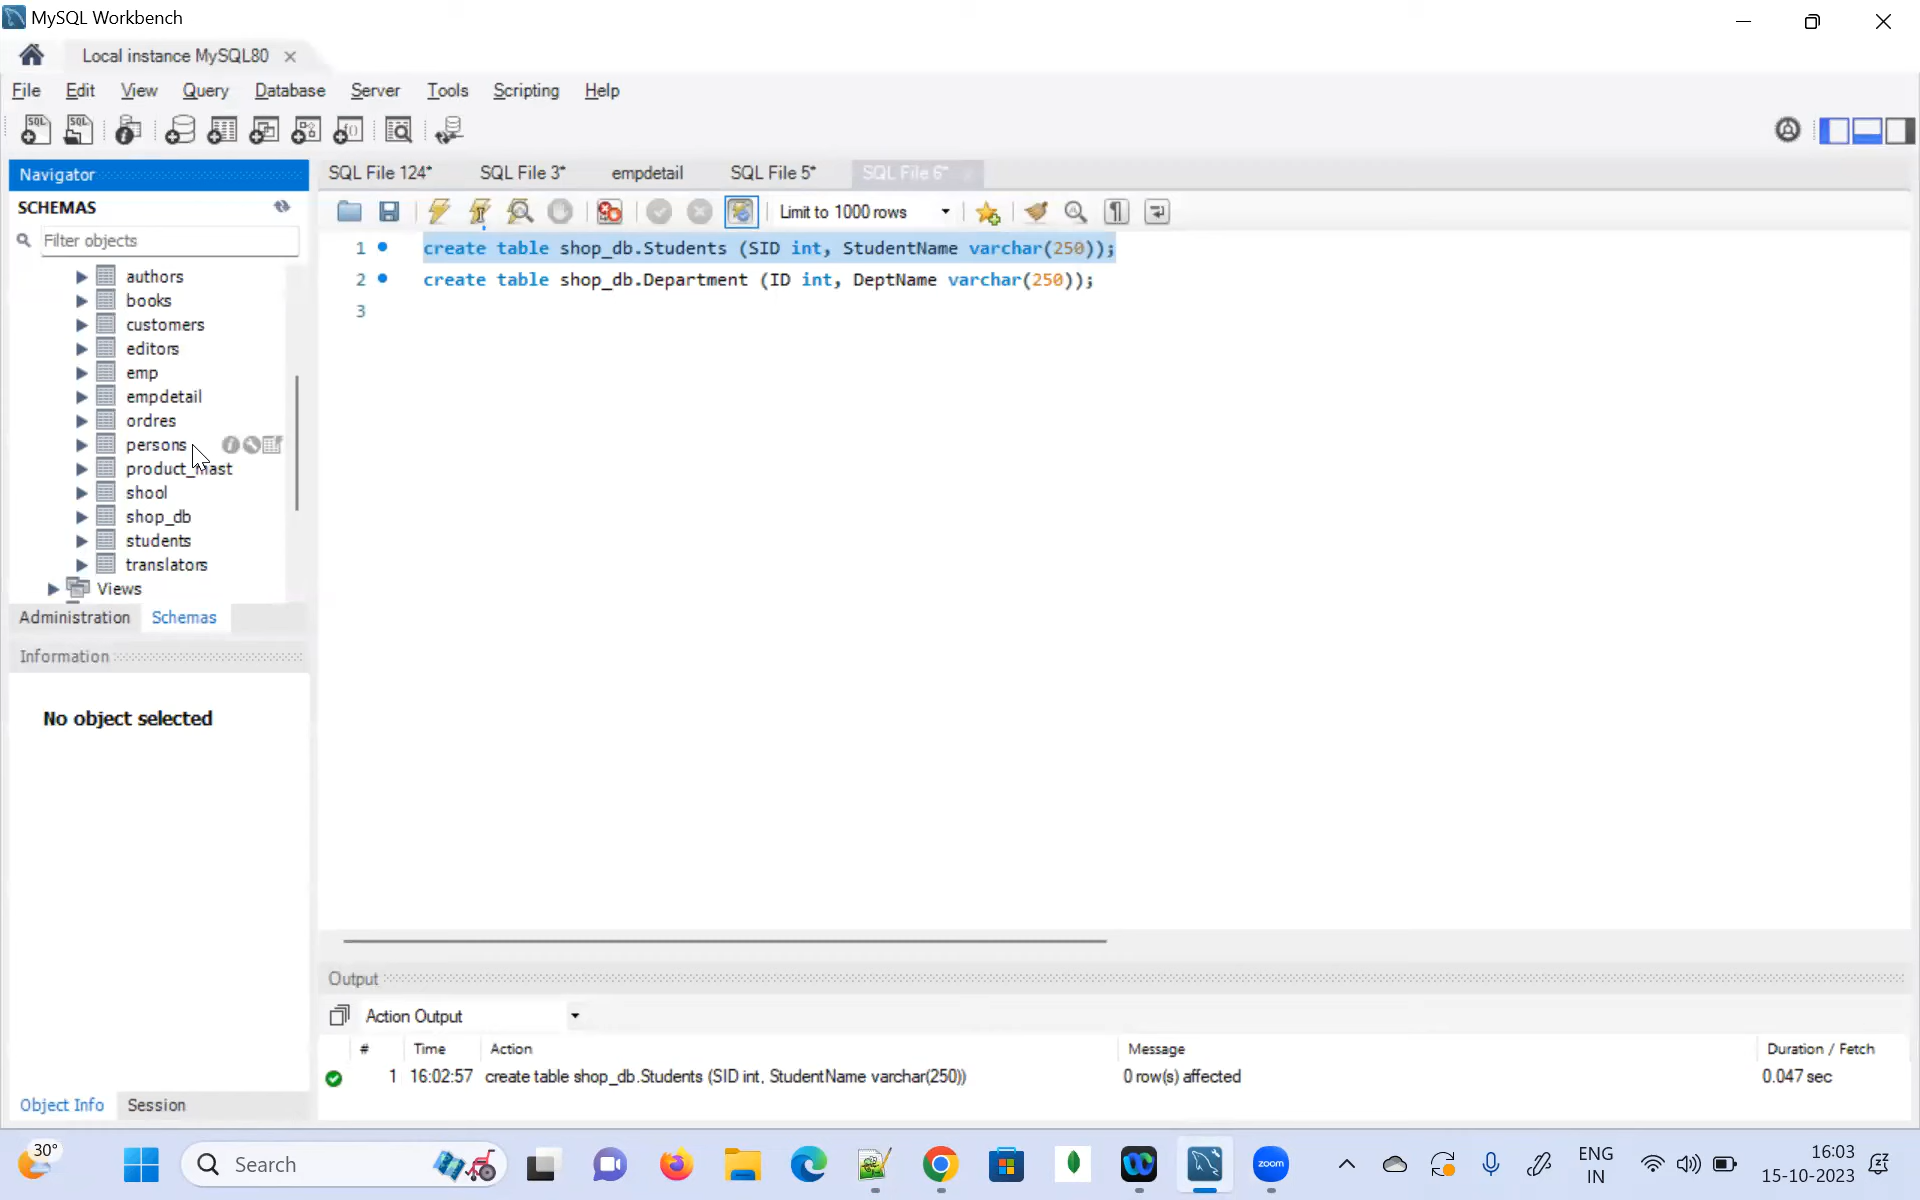 MySQL Workbench
Local instance MySQL80
File Edit View Query Database Server Tools Scripting Help
Navigator
SCHEMAS
Filter objects
authors
books
customers
editors
emp
empdetail
ordres
persons
product_mast
shool
shop_db
students
translators
Views
Administration Schemas
Information
No object selected
Object Info Session
SQL File 124* SQL File 3* empdetail SQL File 5* SQL File 6*
Limit to 1000 rows
1 create table shop_db.Students (SID int, StudentName varchar(250));
2 create table shop_db.Department (ID int, DeptName varchar(250));
3
Output
Action Output
# Time Action Message Duration / Fetch
1 16:02:57 create table shop_db.Students (SID int, StudentName varchar(250)) 0 row(s) affected 0.047 sec
30°
Search
zoom
ENG
IN
16:03
15-10-2023